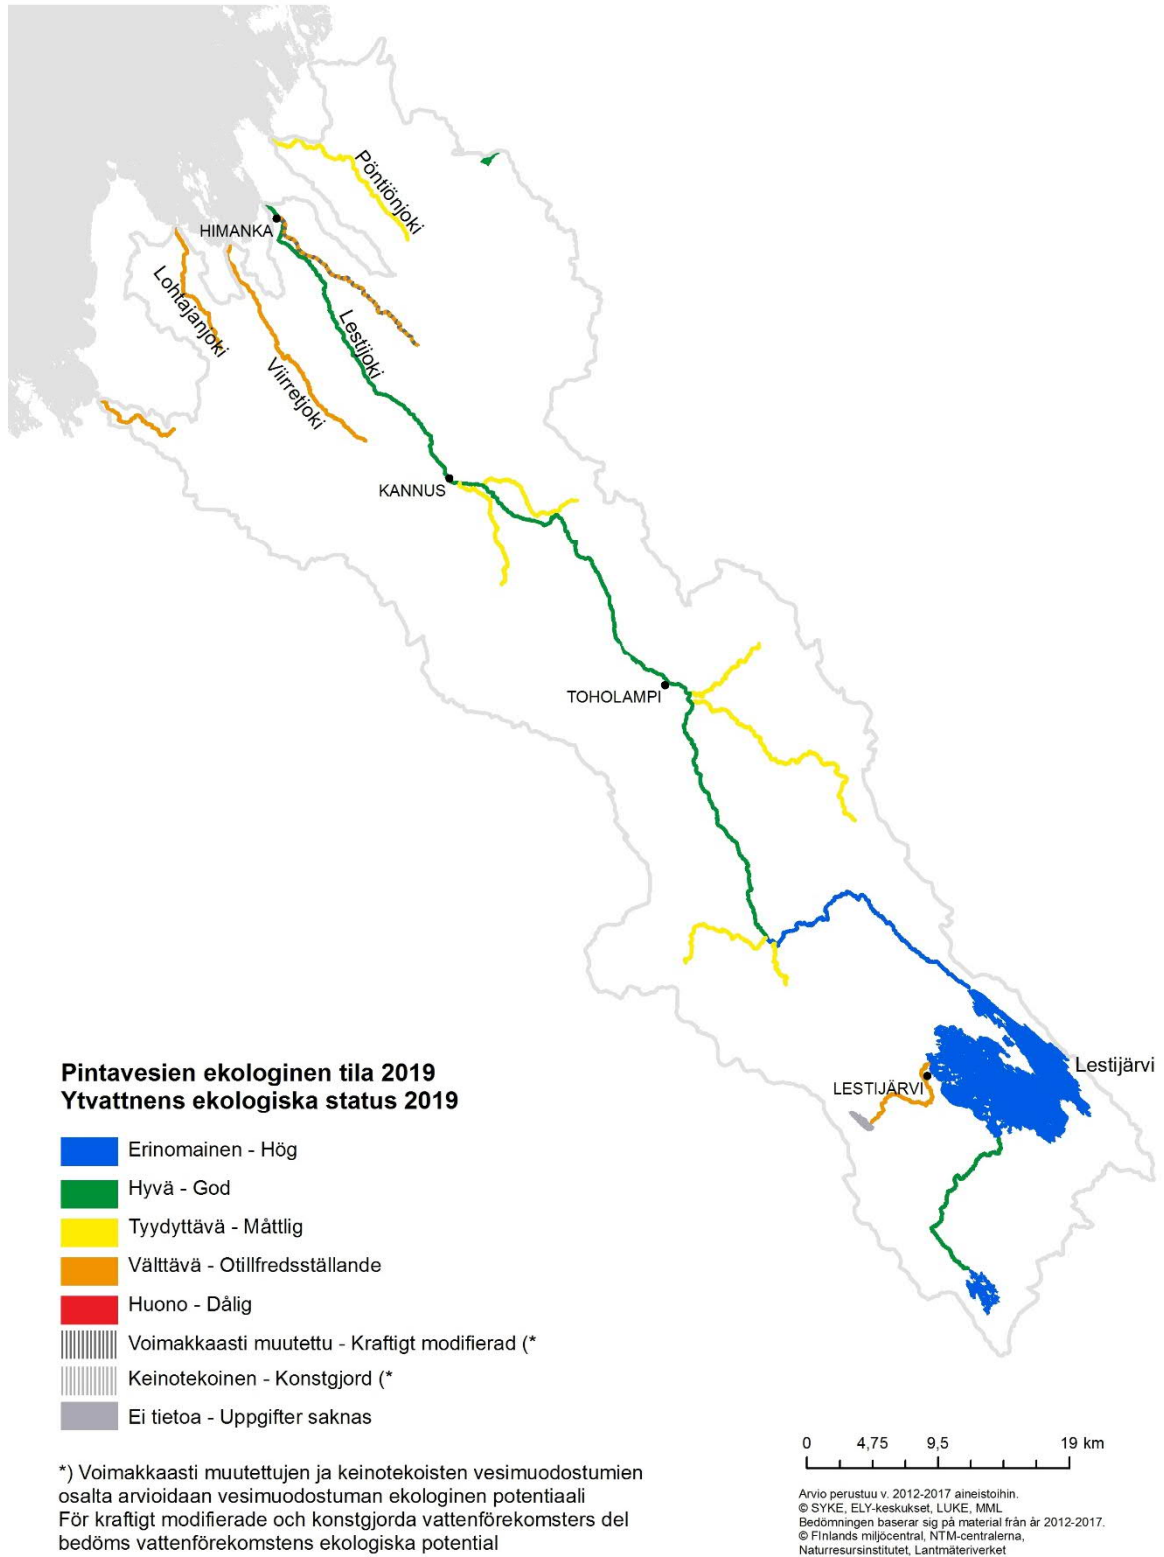 Pöntiönjoki
HIMANKA
Lohtajanjoki
Lestijoki
Viirretjoki
KANNUS
TOHOLAMPI
Lestijärvi
LESTIJÄRVI
Pintavesien ekologinen tila 2019
Ytvattnens ekologiska status 2019
Erinomainen - Hög
Hyvä - God
Tyydyttävä - Måttlig
Välttävä - Otillfredsställande
Huono - Dålig
Voimakkaasti muutettu - Kraftigt modifierad (*
Keinotekoinen - Konstgjord (*
Ei tietoa - Uppgifter saknas
*) Voimakkaasti muutettujen ja keinotekoisten vesimuodostumien
osalta arvioidaan vesimuodostuman ekologinen potentiaali
För kraftigt modifierade och konstgjorda vattenförekomsters del
bedöms vattenförekomstens ekologiska potential
0 4,75 9,5 19 km
Arvio perustuu v. 2012-2017 aineistoihin.
© SYKE, ELY-keskukset, LUKE, MML
Bedömningen baserar sig på material från år 2012-2017.
© FInlands miljöcentral, NTM-centralerna,
Naturresursinstitutet, Lantmäteriverket